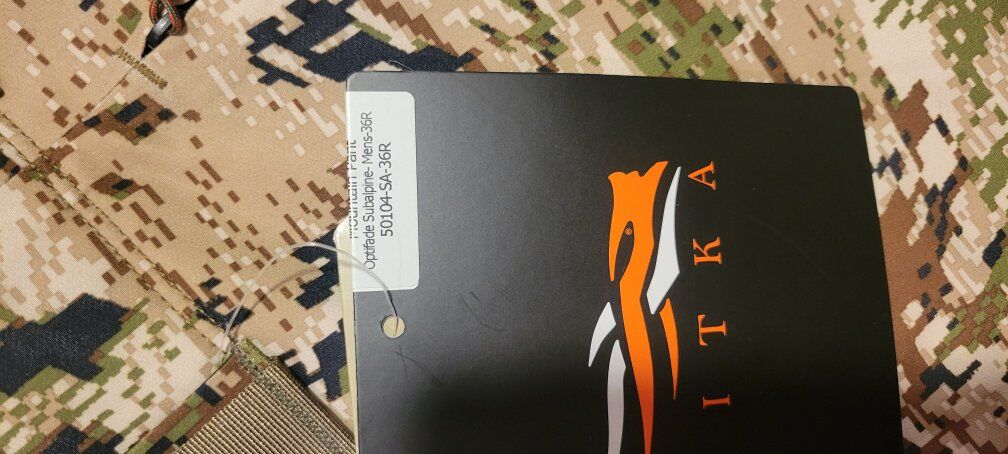 Mountain Pant
Optifade Subalpine- Mens-36R
50104-SA-36R
ITKA
®